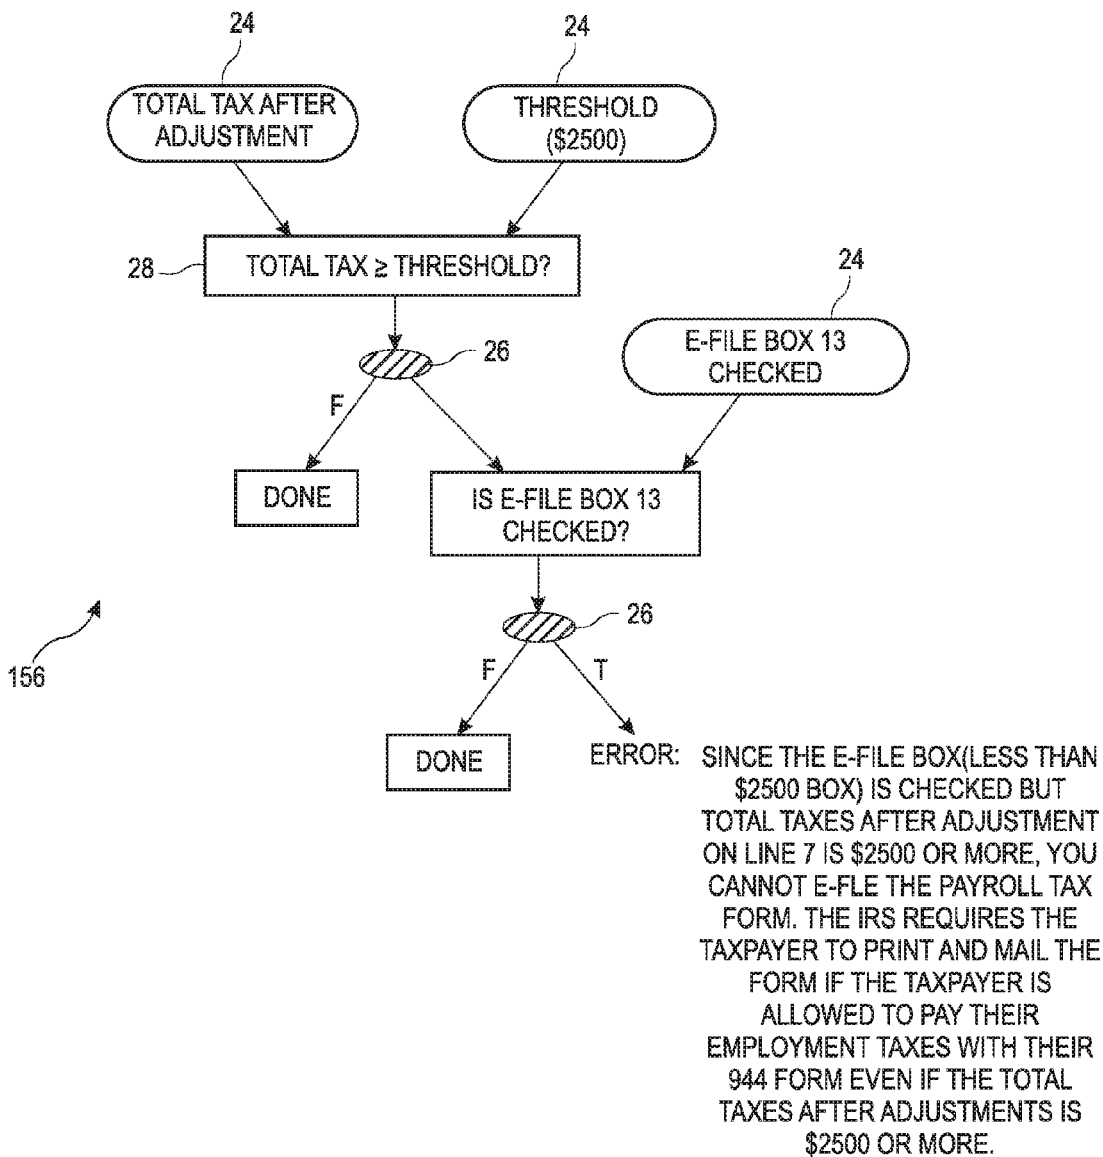 24
24
TOTAL TAX AFTER
ADJUSTMENT
THRESHOLD
($2500)
28
TOTAL TAX ≥ THRESHOLD?
24
26
E-FILE BOX 13
CHECKED
F
DONE
IS E-FILE BOX 13
CHECKED?
26
156
F
T
DONE
ERROR:
SINCE THE E-FILE BOX(LESS THAN
$2500 BOX) IS CHECKED BUT
TOTAL TAXES AFTER ADJUSTMENT
ON LINE 7 IS $2500 OR MORE, YOU
CANNOT E-FLE THE PAYROLL TAX
FORM. THE IRS REQUIRES THE
TAXPAYER TO PRINT AND MAIL THE
FORM IF THE TAXPAYER IS
ALLOWED TO PAY THEIR
EMPLOYMENT TAXES WITH THEIR
944 FORM EVEN IF THE TOTAL
TAXES AFTER ADJUSTMENTS IS
$2500 OR MORE.